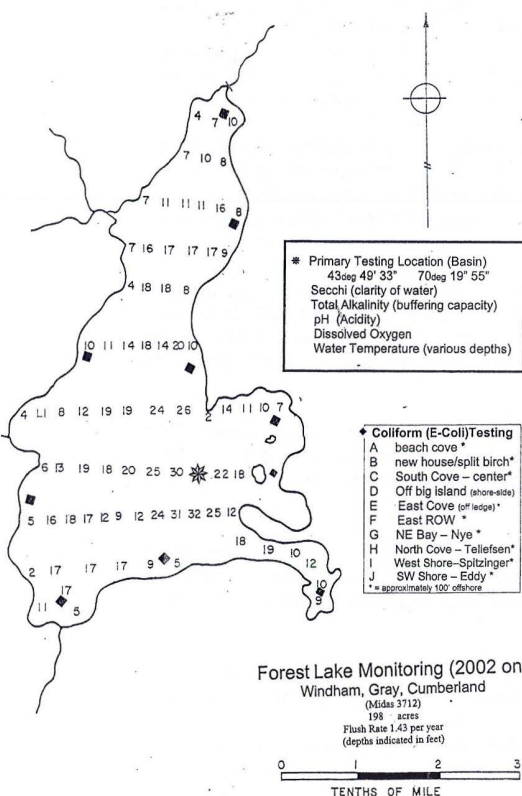 4 7 10
7 10 8
7 11 11 11 16 8
7 16 17 17 17 9
4 18 18 8
10 11 14 18 14 20 10
4 11 8 12 19 19 24 26 2 14 11 10 7
6 13 19 18 20 25 30 22 18
5 16 18 17 12 9 12 24 31 32 25 12
18 19 10 12
2 17 17 17 9 5
10
9
17
11 5
* Primary Testing Location (Basin)
43deg 49' 33" 70deg 19" 55"
Secchi (clarity of water)
Total Alkalinity (buffering capacity)
pH (Acidity)
Dissolved Oxygen
Water Temperature (various depths)
Coliform (E-Coli)Testing
A beach cove *
B new house/split birch*
C South Cove – center*
D Off big island (shore-side)
E East Cove (off ledge) *
F East ROW *
G NE Bay – Nye *
H North Cove – Tellefsen*
I West Shore–Spitzinger*
J SW Shore – Eddy *
* = approximately 100' offshore
Forest Lake Monitoring (2002 on
Windham, Gray, Cumberland
(Midas 3712)
198 acres
Flush Rate 1.43 per year
(depths indicated in feet)
0 1 2 3
TENTHS OF MILE